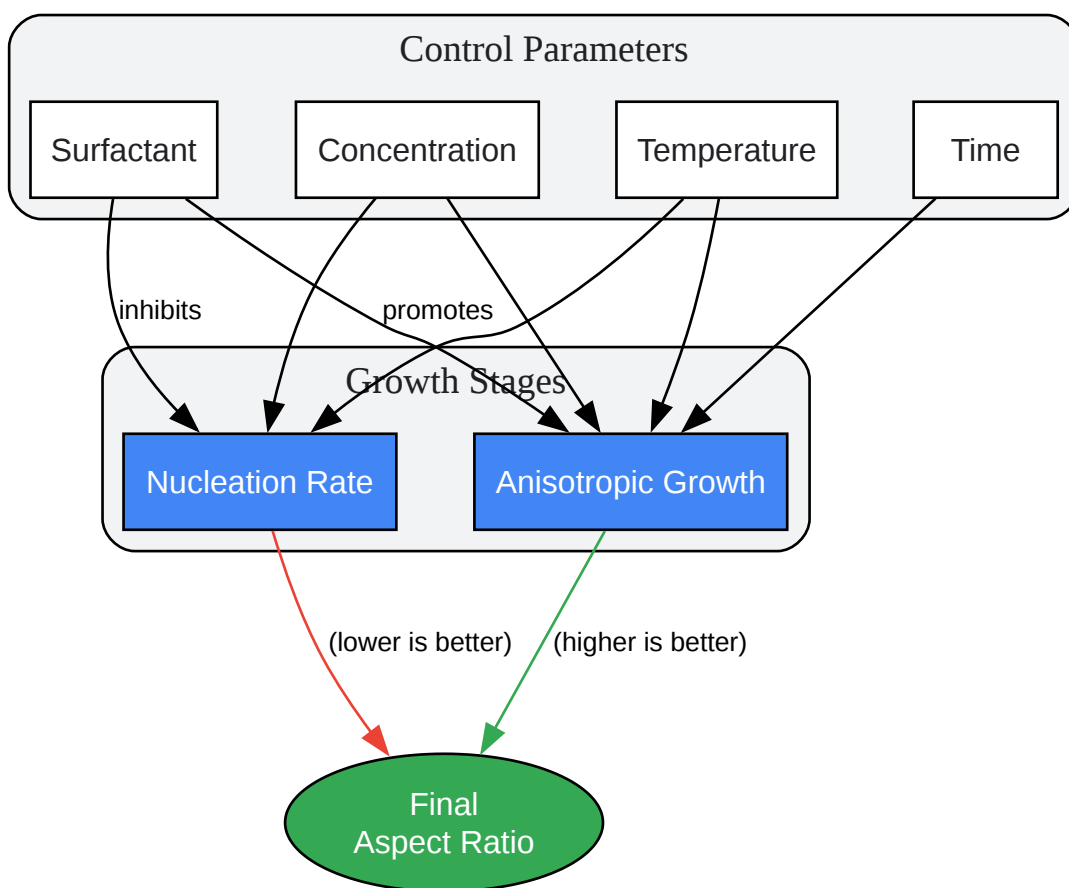 Control Parameters
Surfactant
Concentration
Temperature
Time
inhibits
promotes
Growth Stages
Nucleation Rate
Anisotropic Growth
(lower is better)
(higher is better)
Final
Aspect Ratio